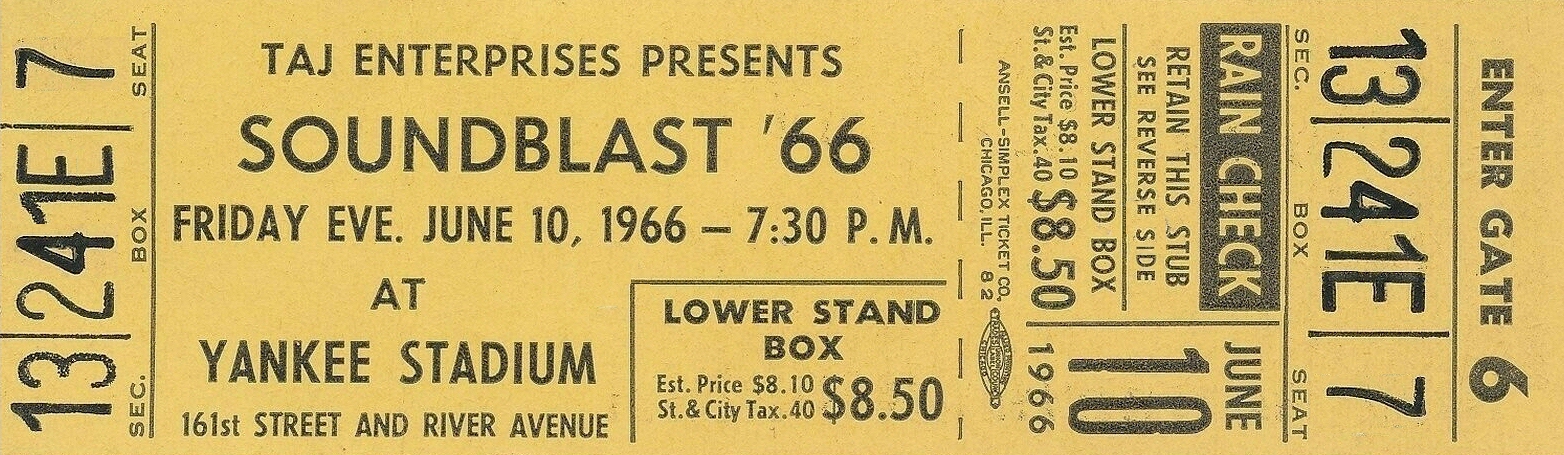 SEAT 7
BOX 241E
SEC. 13
TAJ ENTERPRISES PRESENTS
SOUNDBLAST '66
FRIDAY EVE. JUNE 10, 1966 — 7:30 P. M.
AT
YANKEE STADIUM
161st STREET AND RIVER AVENUE
LOWER STAND
BOX
Est. Price $8.10
St. & City Tax .40 $8.50
ENTER GATE 6
13 241E 7
SEC. BOX SEAT
RAIN CHECK
RETAIN THIS STUB
SEE REVERSE SIDE
LOWER STAND BOX
Est. Price $8.10
St. & City Tax .40 $8.50
JUNE
10
1966
ANSELL-SIMPLEX TICKET CO.
CHICAGO, ILL. 82